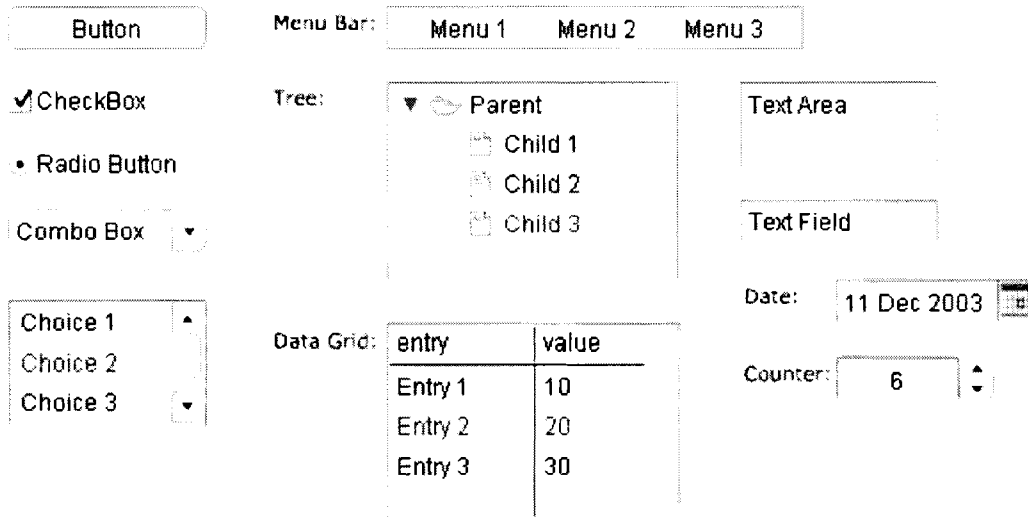 Button
CheckBox
Radio Button
Combo Box
Choice 1
Choice 2
Choice 3
Menu Bar: Menu 1 Menu 2 Menu 3
Tree:
Parent
Child 1
Child 2
Child 3
Data Grid:
entry value
Entry 1 10
Entry 2 20
Entry 3 30
Text Area
Text Field
Date: 11 Dec 2003
Counter: 6